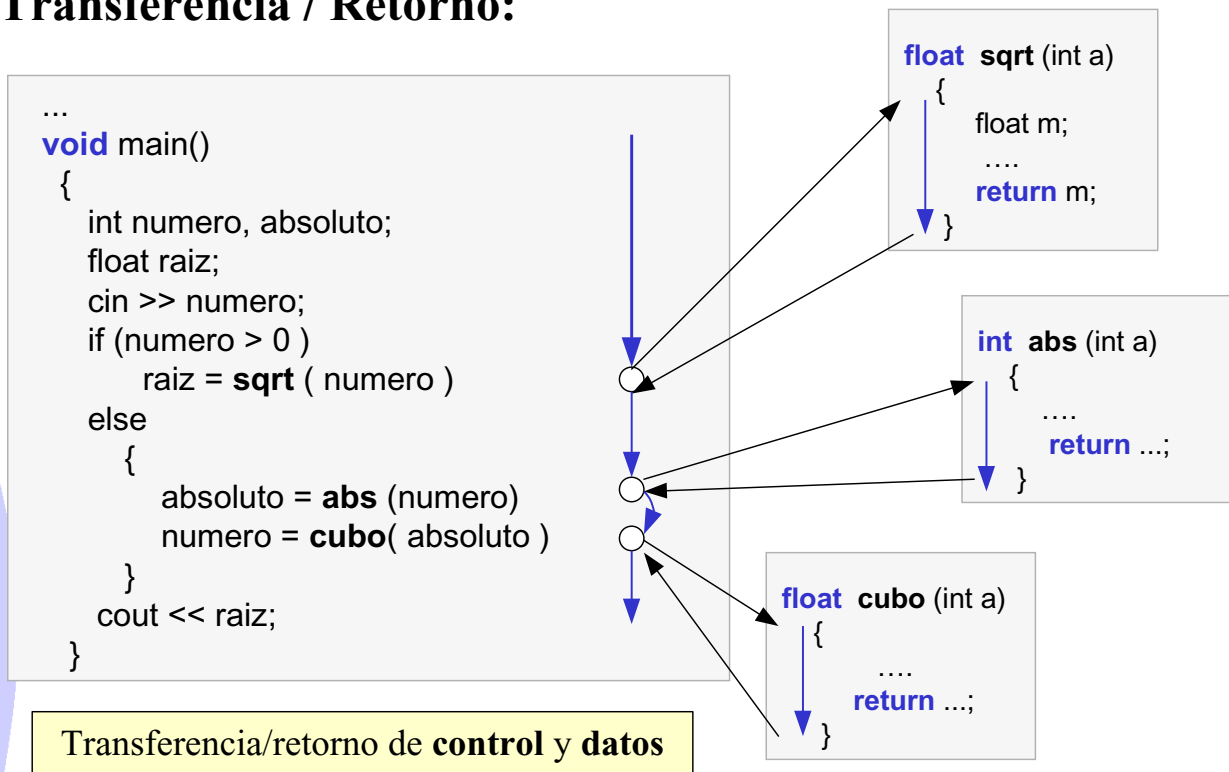 Transferencia / Retorno:
...
void main()
{
int numero, absoluto;
float raiz;
cin >> numero;
if (numero > 0 )
raiz = sqrt ( numero )
else
{
absoluto = abs (numero)
numero = cubo( absoluto )
}
cout << raiz;
}
float sqrt (int a)
{
float m;
....
return m;
}
int abs (int a)
{
....
return ...;
}
float cubo (int a)
{
....
return ...;
}
Transferencia/retorno de control y datos